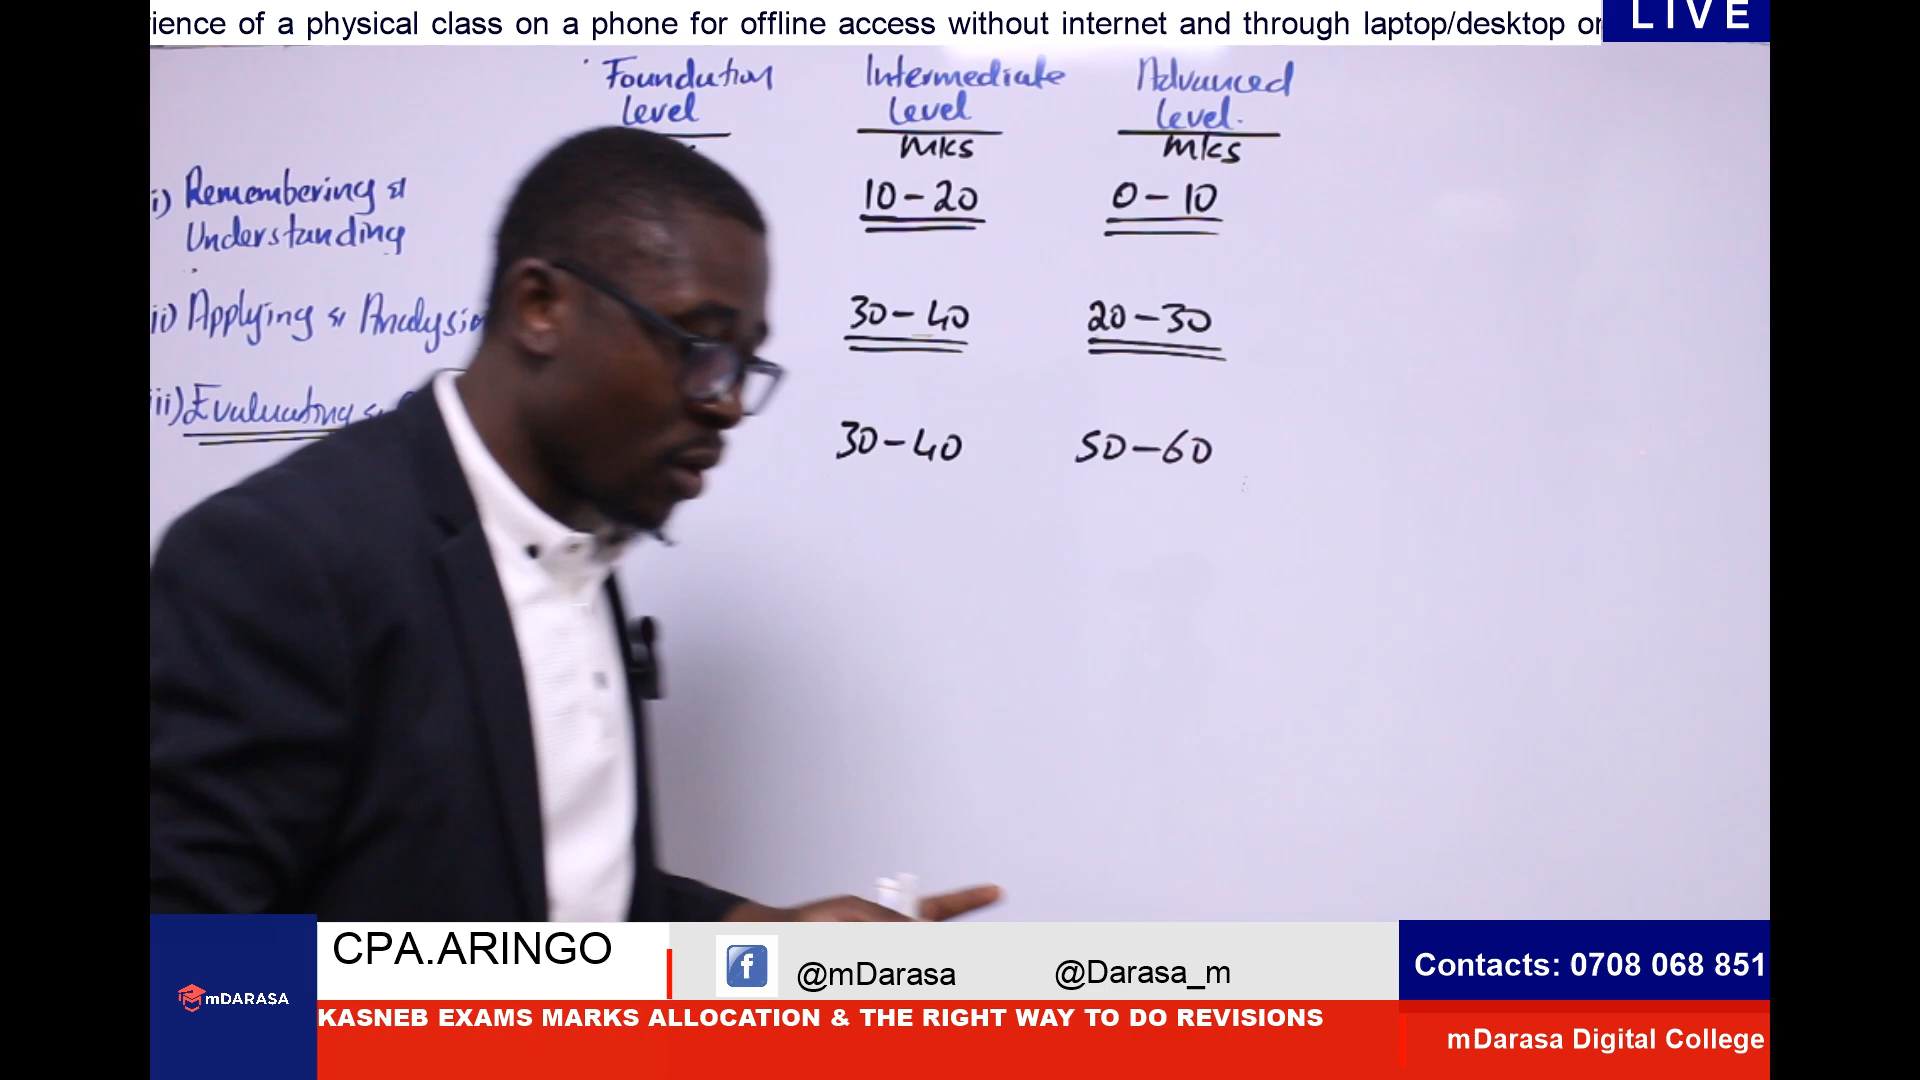 ience of a physical class on a phone for offline access without internet and through laptop/desktop or
LIVE
Foundation Intermediate Advanced
Level Level Level.
mks mks
i) Remembering & 10-20 0-10
Understanding
ii) Applying & 30-40 20-30
iii) Evaluating & 30-40 50-60
CPA.ARINGO
f @mDarasa @Darasa_m
Contacts: 0708 068 851
mDARASA
KASNEB EXAMS MARKS ALLOCATION & THE RIGHT WAY TO DO REVISIONS
mDarasa Digital College